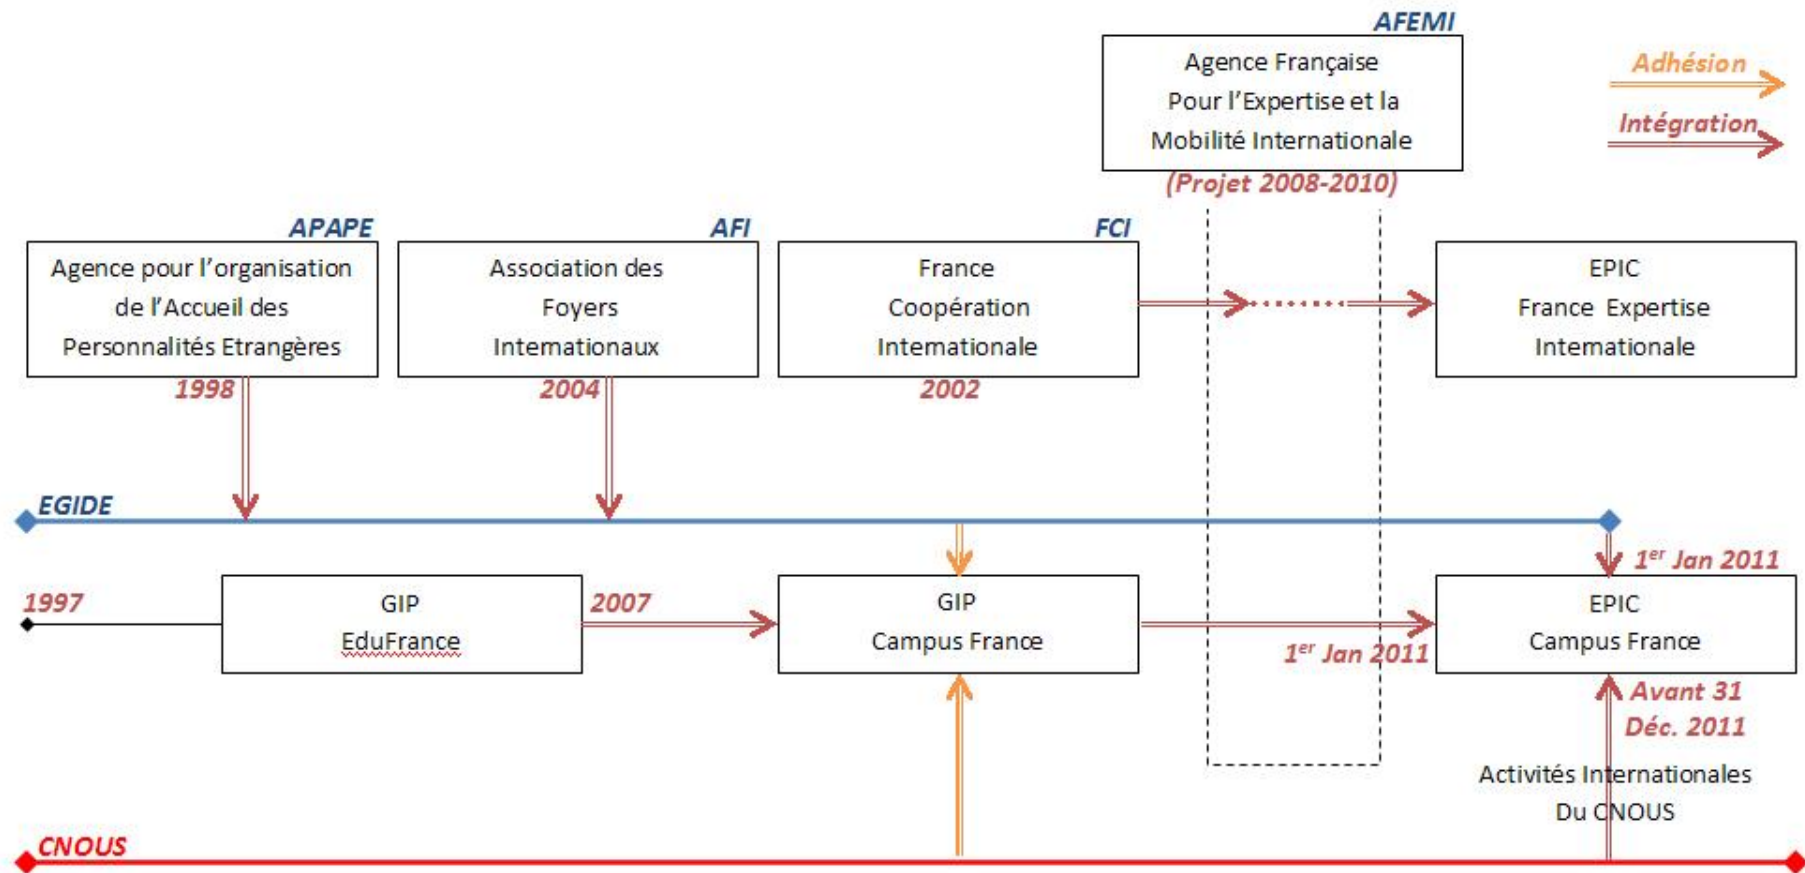 AFEMI
Agence Française
Pour l'Expertise et la
Mobilité Internationale
(Projet 2008-2010)
Adhésion
Intégration
APAPE
Agence pour l'organisation
de l'Accueil des
Personnalités Etrangères
1998
AFI
Association des
Foyers
Internationaux
2004
FCI
France
Coopération
Internationale
2002
EPIC
France Expertise
Internationale
EGIDE
1997
GIP
EduFrance
2007
GIP
Campus France
1er Jan 2011
1er Jan 2011
EPIC
Campus France
Avant 31
Déc. 2011
Activités Internationales
Du CNOUS
CNOUS